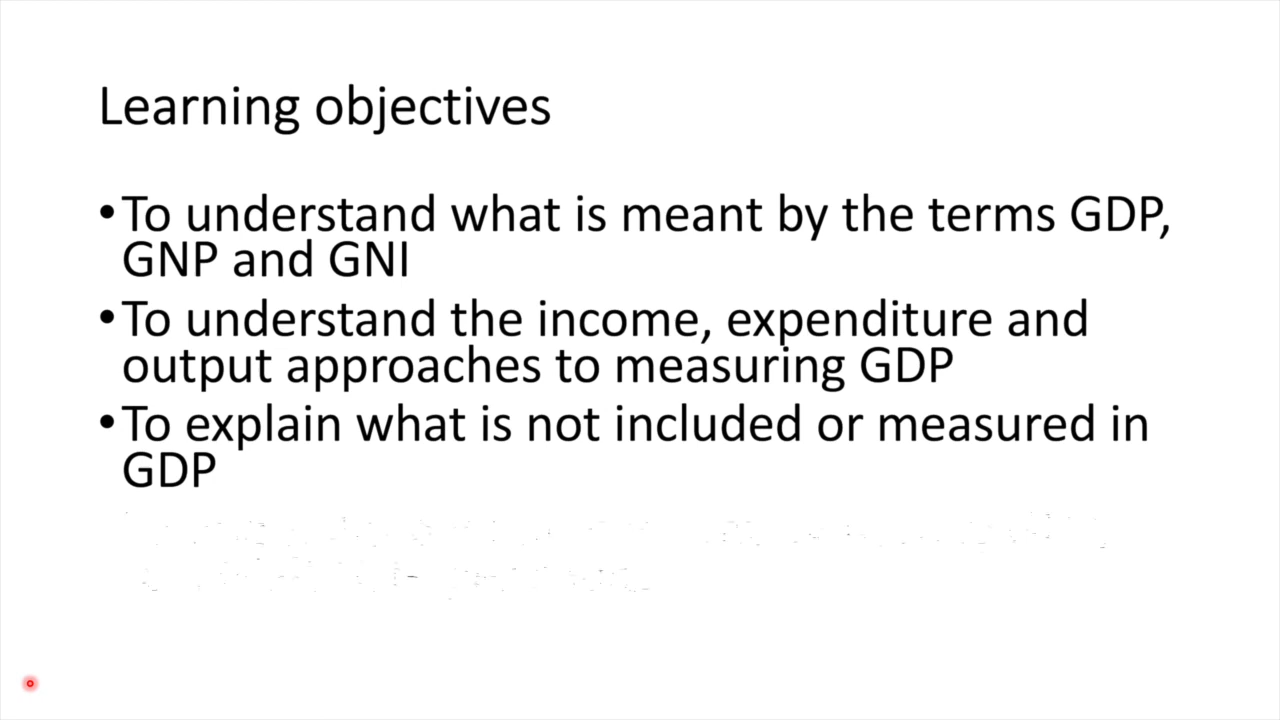 Learning objectives
•To understand what is meant by the terms GDP,
GNP and GNI
•To understand the income, expenditure and
output approaches to measuring GDP
•To explain what is not included or measured in
GDP